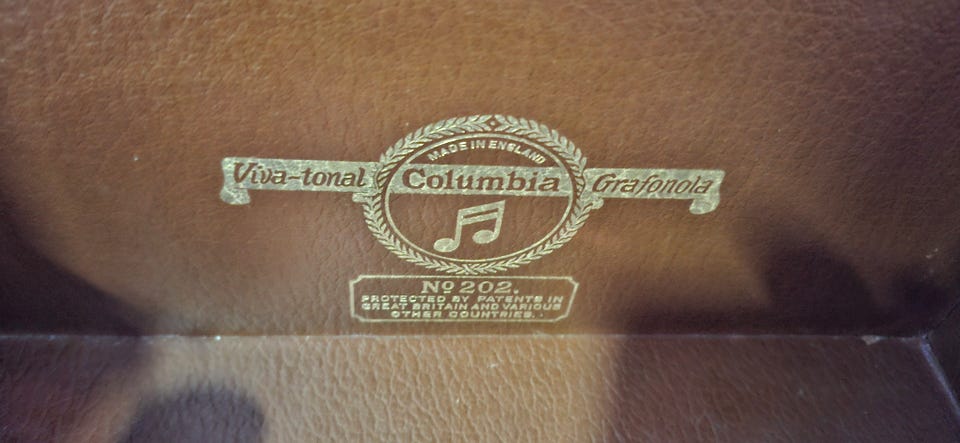 MADE IN ENGLAND
Viva-tonal Columbia Grafonola
No 202.
PROTECTED BY PATENTS IN
GREAT BRITAIN AND VARIOUS
OTHER COUNTRIES.